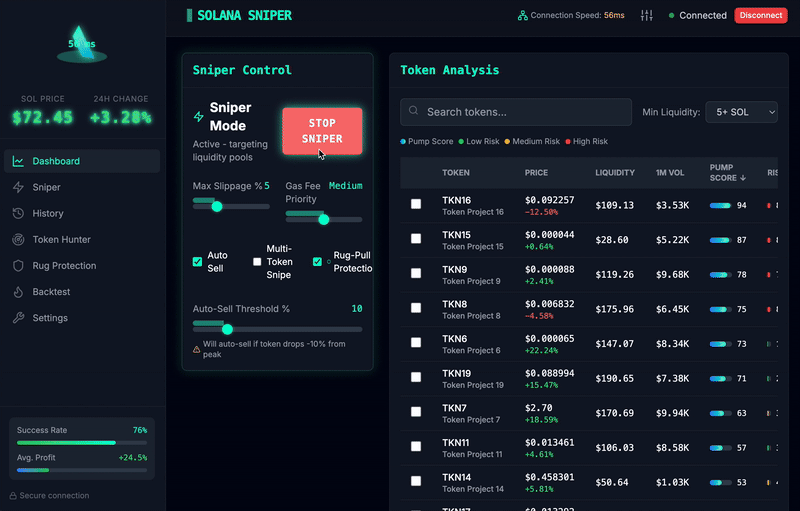 SOLANA SNIPER
Connection Speed: 56ms
Connected
Disconnect
56 ms
SOL PRICE
24H CHANGE
$72.45
+3.28%
Dashboard
Sniper
History
Token Hunter
Rug Protection
Backtest
Settings
Success Rate
76%
Avg. Profit
+24.5%
Secure connection
Sniper Control
Sniper
Mode
Active - targeting
liquidity pools
STOP
SNIPER
Max Slippage %
5
Gas Fee
Priority
Medium
Auto
Sell
Multi-
Token
Snipe
Rug-Pull
Protectio
Auto-Sell Threshold %
10
Will auto-sell if token drops -10% from
peak
Token Analysis
Search tokens...
Min Liquidity:
5+ SOL
Pump Score
Low Risk
Medium Risk
High Risk
TOKEN PRICE LIQUIDITY 1M VOL PUMP SCORE ↓ RIS
TKN16 $0.092257 $109.13 $3.53K 94
Token Project 16 -12.50%
TKN15 $0.000044 $28.60 $5.22K 87
Token Project 15 +0.64%
TKN9 $0.000088 $119.26 $9.68K 78
Token Project 9 +2.41%
TKN8 $0.006832 $175.96 $6.45K 75
Token Project 8 -4.58%
TKN6 $0.000065 $147.07 $8.34K 73
Token Project 6 +22.24%
TKN19 $0.088994 $190.65 $7.38K 71
Token Project 19 +15.47%
TKN7 $2.70 $170.69 $9.94K 63
Token Project 7 +18.59%
TKN11 $0.013461 $106.03 $8.58K 57
Token Project 11 +4.61%
TKN14 $0.458301 $50.64 $1.03K 53
Token Project 14 +5.81%